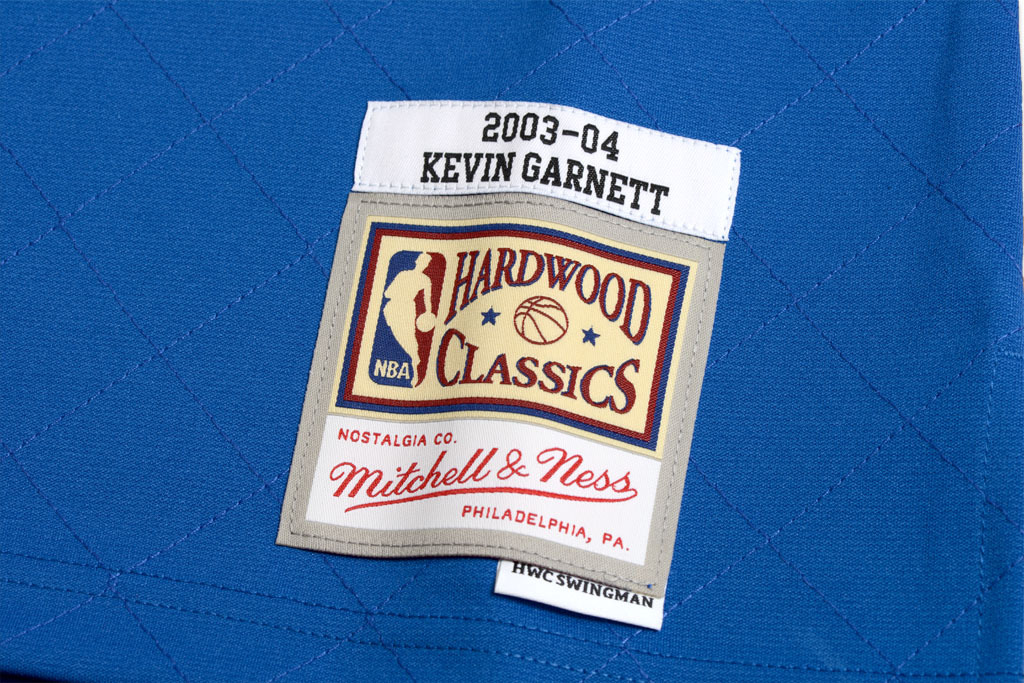 2003-04
KEVIN GARNETT
HARDWOOD
CLASSICS
NBA
NOSTALGIA CO.
Mitchell & Ness
PHILADELPHIA, PA.
HWC SWINGMAN